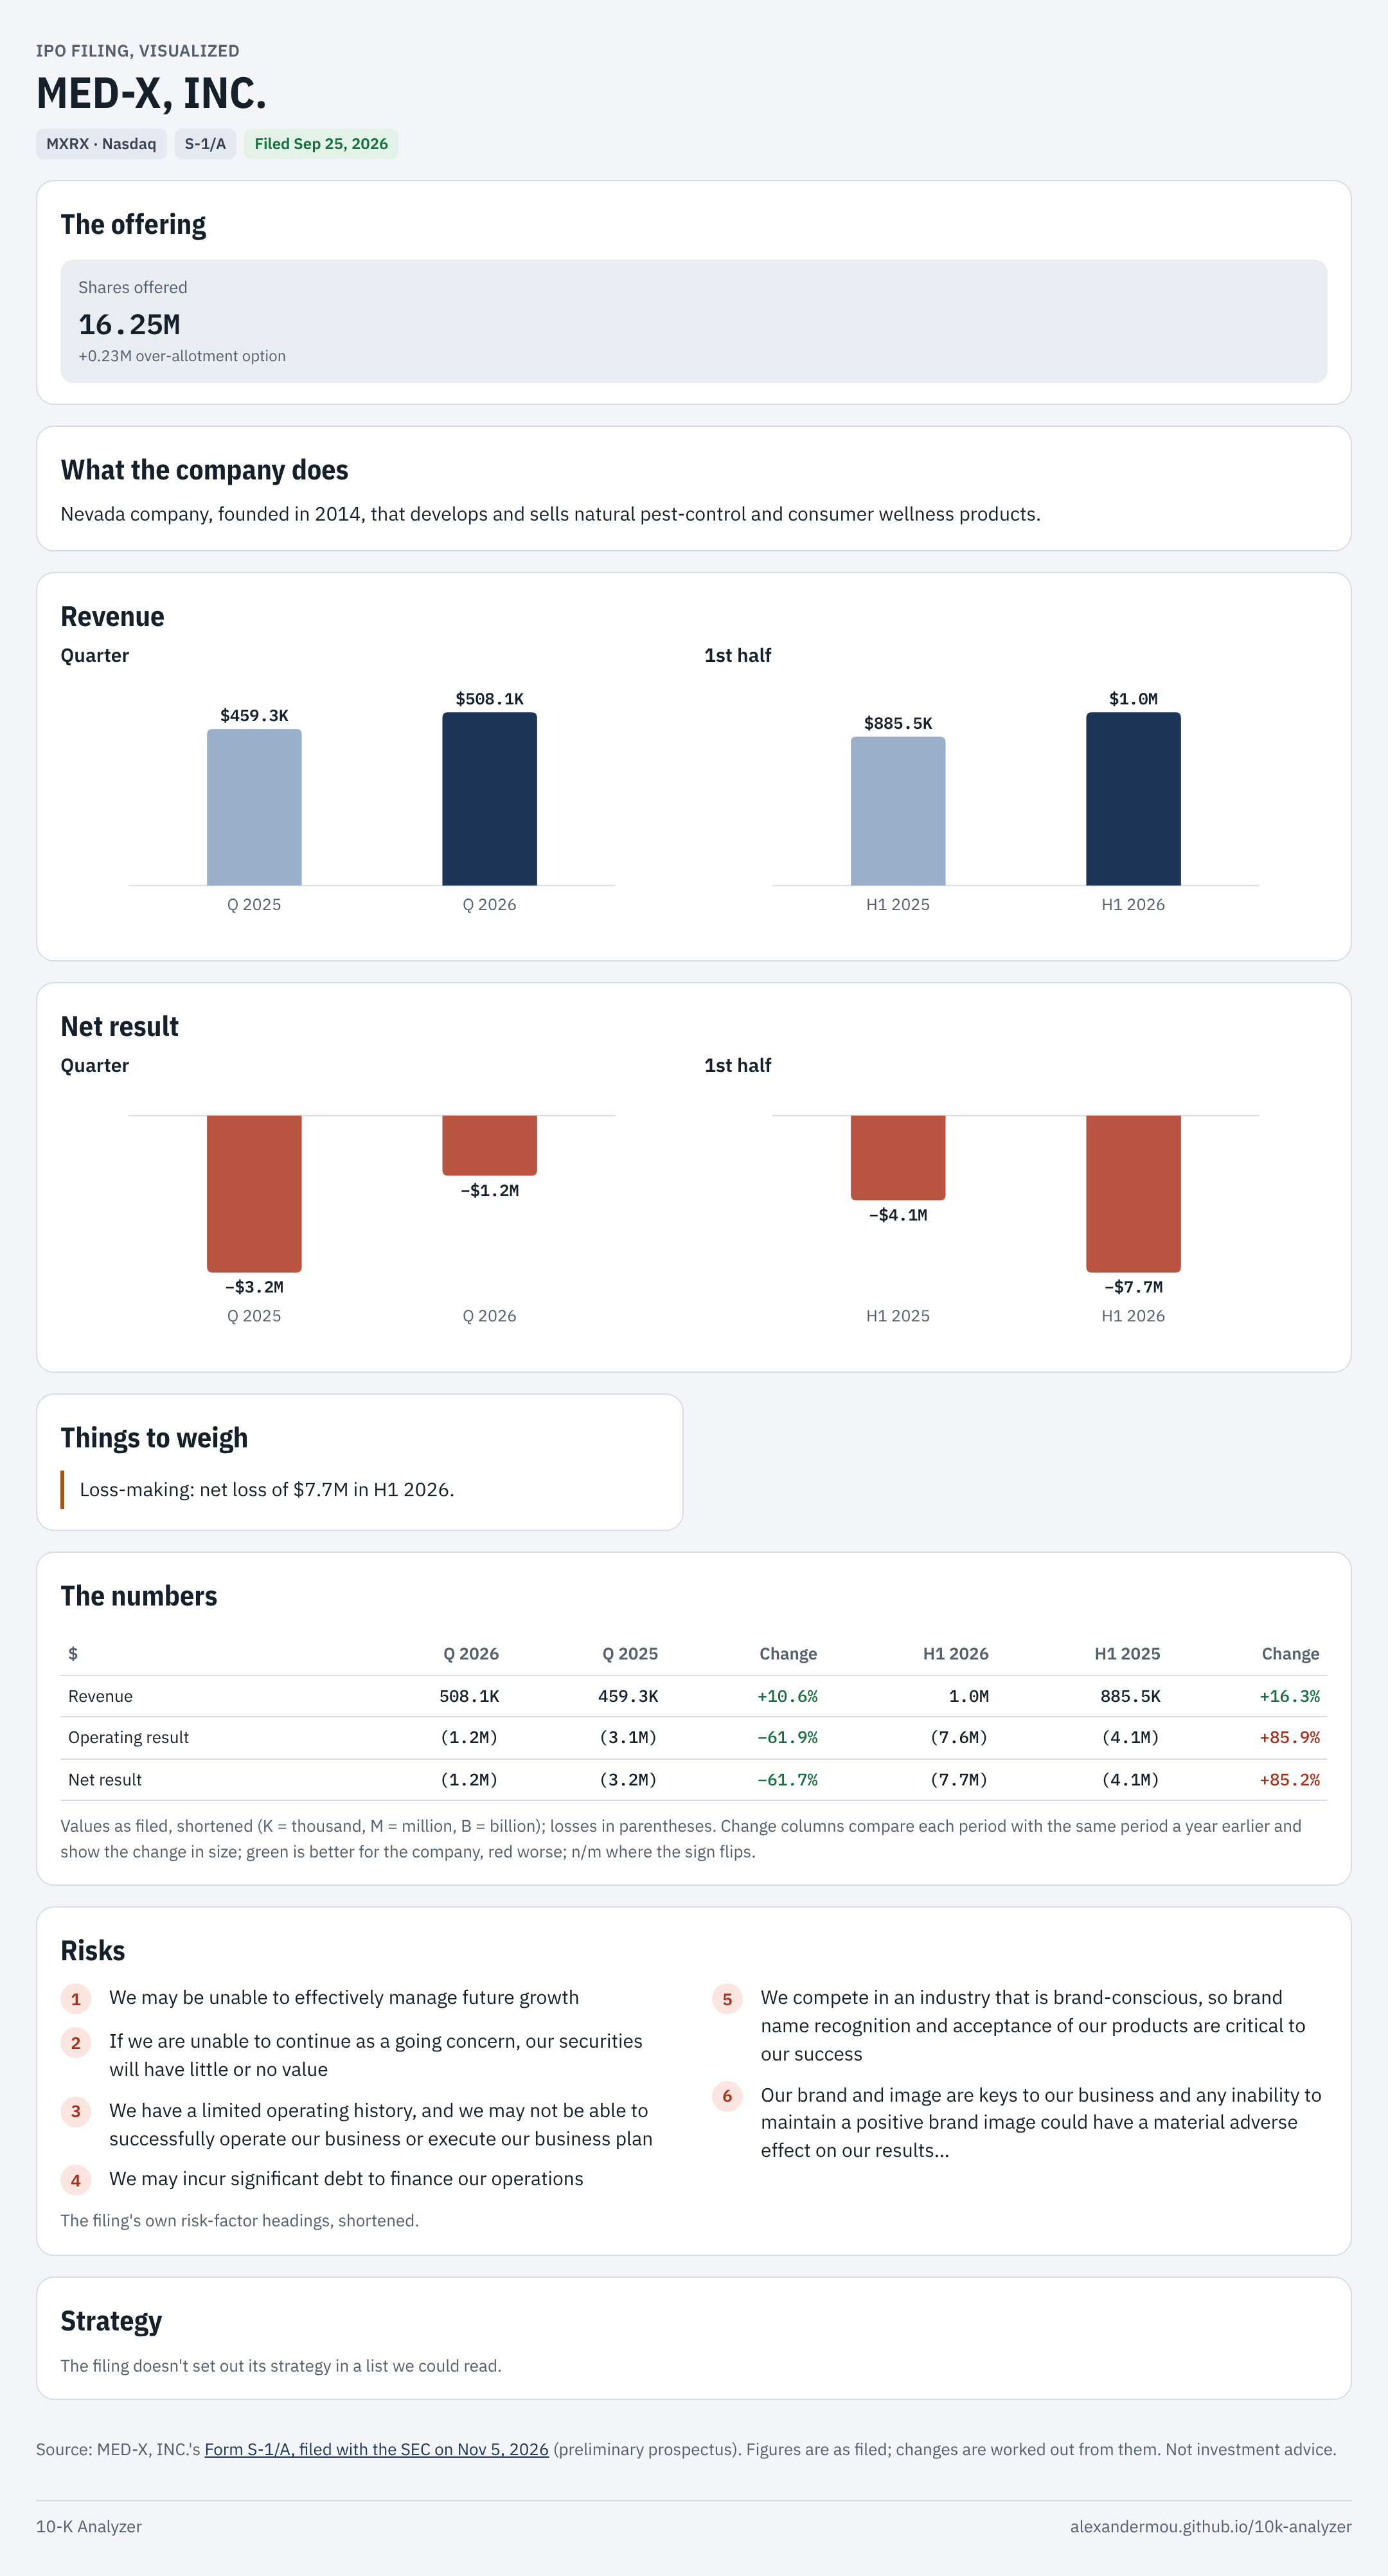 IPO FILING, VISUALIZED
MED-X, INC.
MXRX · Nasdaq
S-1/A
Filed Sep 25, 2026
The offering
Shares offered
16.25M
+0.23M over-allotment option
What the company does
Nevada company, founded in 2014, that develops and sells natural pest-control and consumer wellness products.
Revenue
Quarter
$459.3K
$508.1K
Q 2025
Q 2026
1st half
$885.5K
$1.0M
H1 2025
H1 2026
Net result
Quarter
−$3.2M
−$1.2M
Q 2025
Q 2026
1st half
−$4.1M
−$7.7M
H1 2025
H1 2026
Things to weigh
Loss-making: net loss of $7.7M in H1 2026.
The numbers
$ Q 2026 Q 2025 Change H1 2026 H1 2025 Change
Revenue 508.1K 459.3K +10.6% 1.0M 885.5K +16.3%
Operating result (1.2M) (3.1M) −61.9% (7.6M) (4.1M) +85.9%
Net result (1.2M) (3.2M) −61.7% (7.7M) (4.1M) +85.2%
Values as filed, shortened (K = thousand, M = million, B = billion); losses in parentheses. Change columns compare each period with the same period a year earlier and
show the change in size; green is better for the company, red worse; n/m where the sign flips.
Risks
1 We may be unable to effectively manage future growth
2 If we are unable to continue as a going concern, our securities
will have little or no value
3 We have a limited operating history, and we may not be able to
successfully operate our business or execute our business plan
4 We may incur significant debt to finance our operations
5 We compete in an industry that is brand-conscious, so brand
name recognition and acceptance of our products are critical to
our success
6 Our brand and image are keys to our business and any inability to
maintain a positive brand image could have a material adverse
effect on our results…
The filing's own risk-factor headings, shortened.
Strategy
The filing doesn't set out its strategy in a list we could read.
Source: MED-X, INC.'s Form S-1/A, filed with the SEC on Nov 5, 2026 (preliminary prospectus). Figures are as filed; changes are worked out from them. Not investment advice.
10-K Analyzer
alexandermou.github.io/10k-analyzer